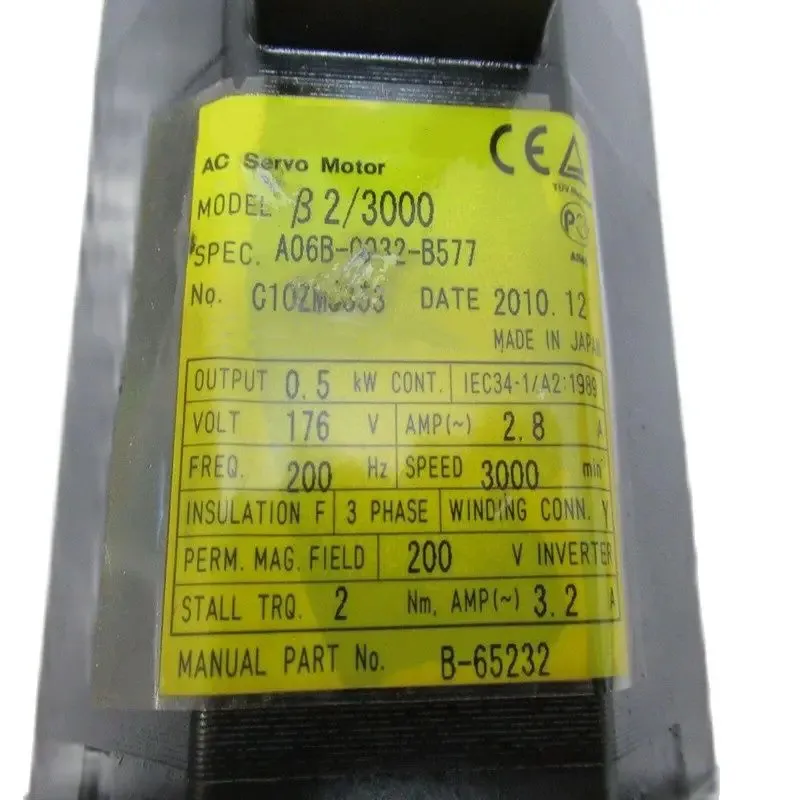 AC Servo Motor
MODEL β 2/3000
SPEC. A06B-0032-B577
No. DATE 2010.12
MADE IN JAPAN
OUTPUT 0.5 kW CONT. IEC34-1/A2:1989
VOLT 176 V AMP(~) 2.8 A
FREQ. 200 Hz SPEED 3000 min
INSULATION F 3 PHASE WINDING CONN. Y
PERM. MAG. FIELD 200 V INVERTER
STALL TRQ. 2 Nm, AMP(~) 3.2 A
MANUAL PART No. B-65232
CE
TÜV